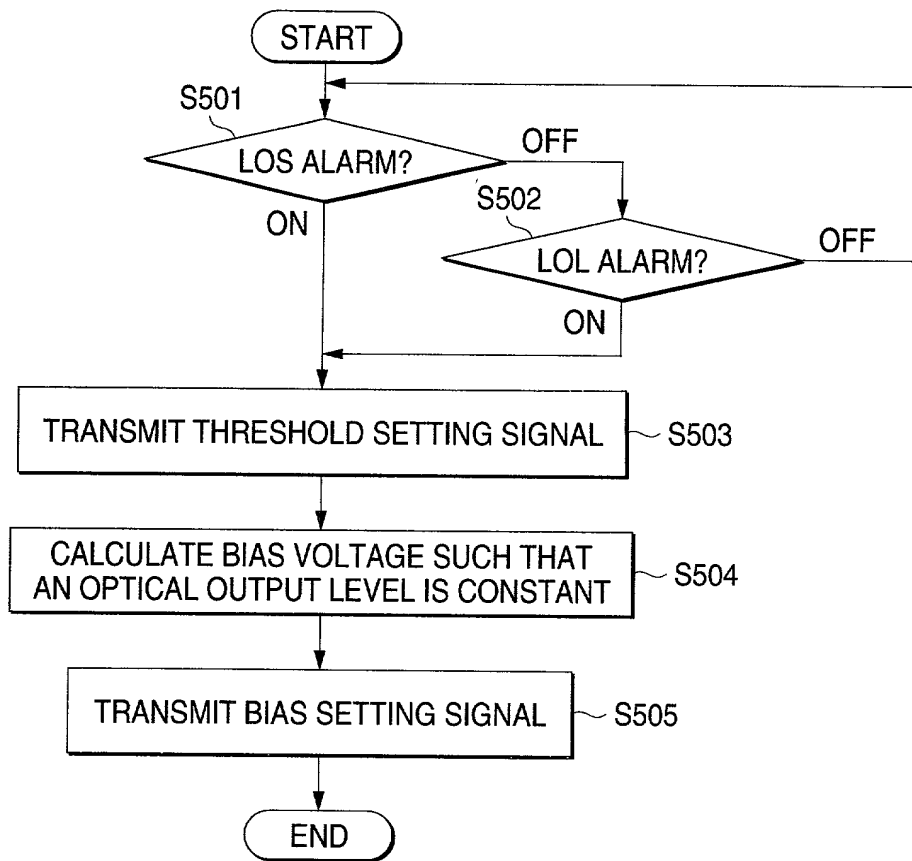 START
S501
LOS ALARM?
OFF
ON
S502
LOL ALARM?
OFF
ON
TRANSMIT THRESHOLD SETTING SIGNAL
S503
CALCULATE BIAS VOLTAGE SUCH THAT
AN OPTICAL OUTPUT LEVEL IS CONSTANT
S504
TRANSMIT BIAS SETTING SIGNAL
S505
END